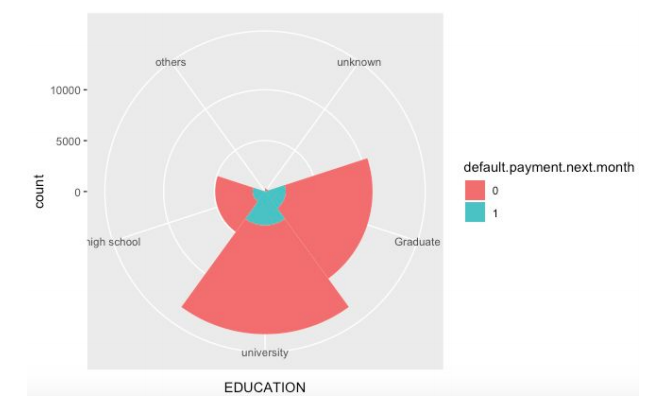 others
unknown
10000
5000
0
count
high school
Graduate
university
EDUCATION
default.payment.next.month
0
1